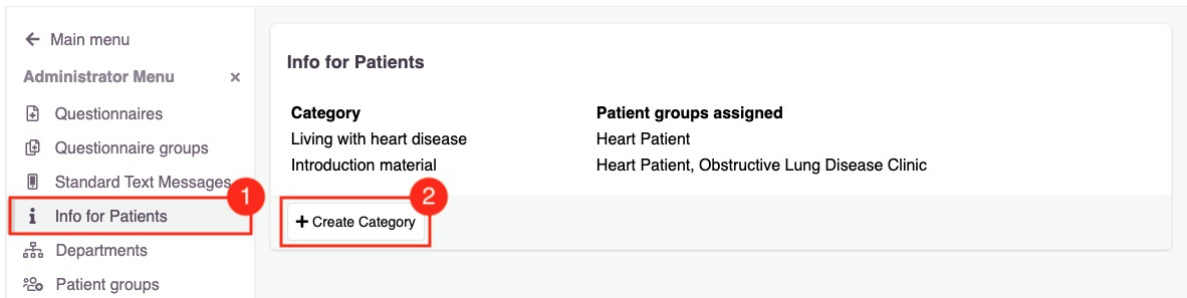 Main menu
Administrator Menu ×
Questionnaires
Questionnaire groups
Standard Text Messages
1
Info for Patients
Departments
Patient groups
Info for Patients
Category Patient groups assigned
Living with heart disease Heart Patient
Introduction material Heart Patient, Obstructive Lung Disease Clinic
2
+ Create Category